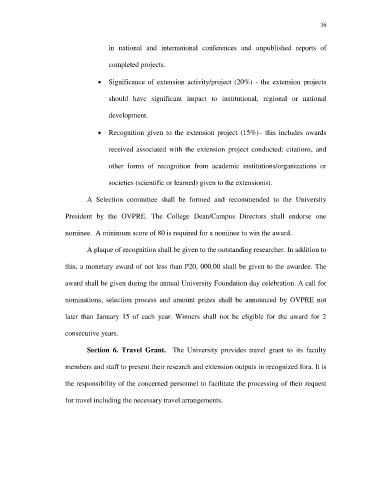 36
in national and international conferences and unpublished reports of
completed projects.
• Significance of extension activity/project (20%) - the extension projects
should have significant impact to institutional, regional or national
development.
• Recognition given to the extension project (15%)– this includes awards
received associated with the extension project conducted; citations, and
other forms of recognition from academic institutions/organizations or
societies (scientific or learned) given to the extensionist.
A Selection committee shall be formed and recommended to the University
President by the OVPRE. The College Dean/Campus Directors shall endorse one
nominee. A minimum score of 80 is required for a nominee to win the award.
A plaque of recognition shall be given to the outstanding researcher. In addition to
this, a monetary award of not less than P20, 000.00 shall be given to the awardee. The
award shall be given during the annual University Foundation day celebration. A call for
nominations, selection process and amount prizes shall be announced by OVPRE not
later than January 15 of each year. Winners shall not be eligible for the award for 2
consecutive years.
Section 6. Travel Grant. The University provides travel grant to its faculty
members and staff to present their research and extension outputs in recognized fora. It is
the responsibility of the concerned personnel to facilitate the processing of their request
for travel including the necessary travel arrangements.